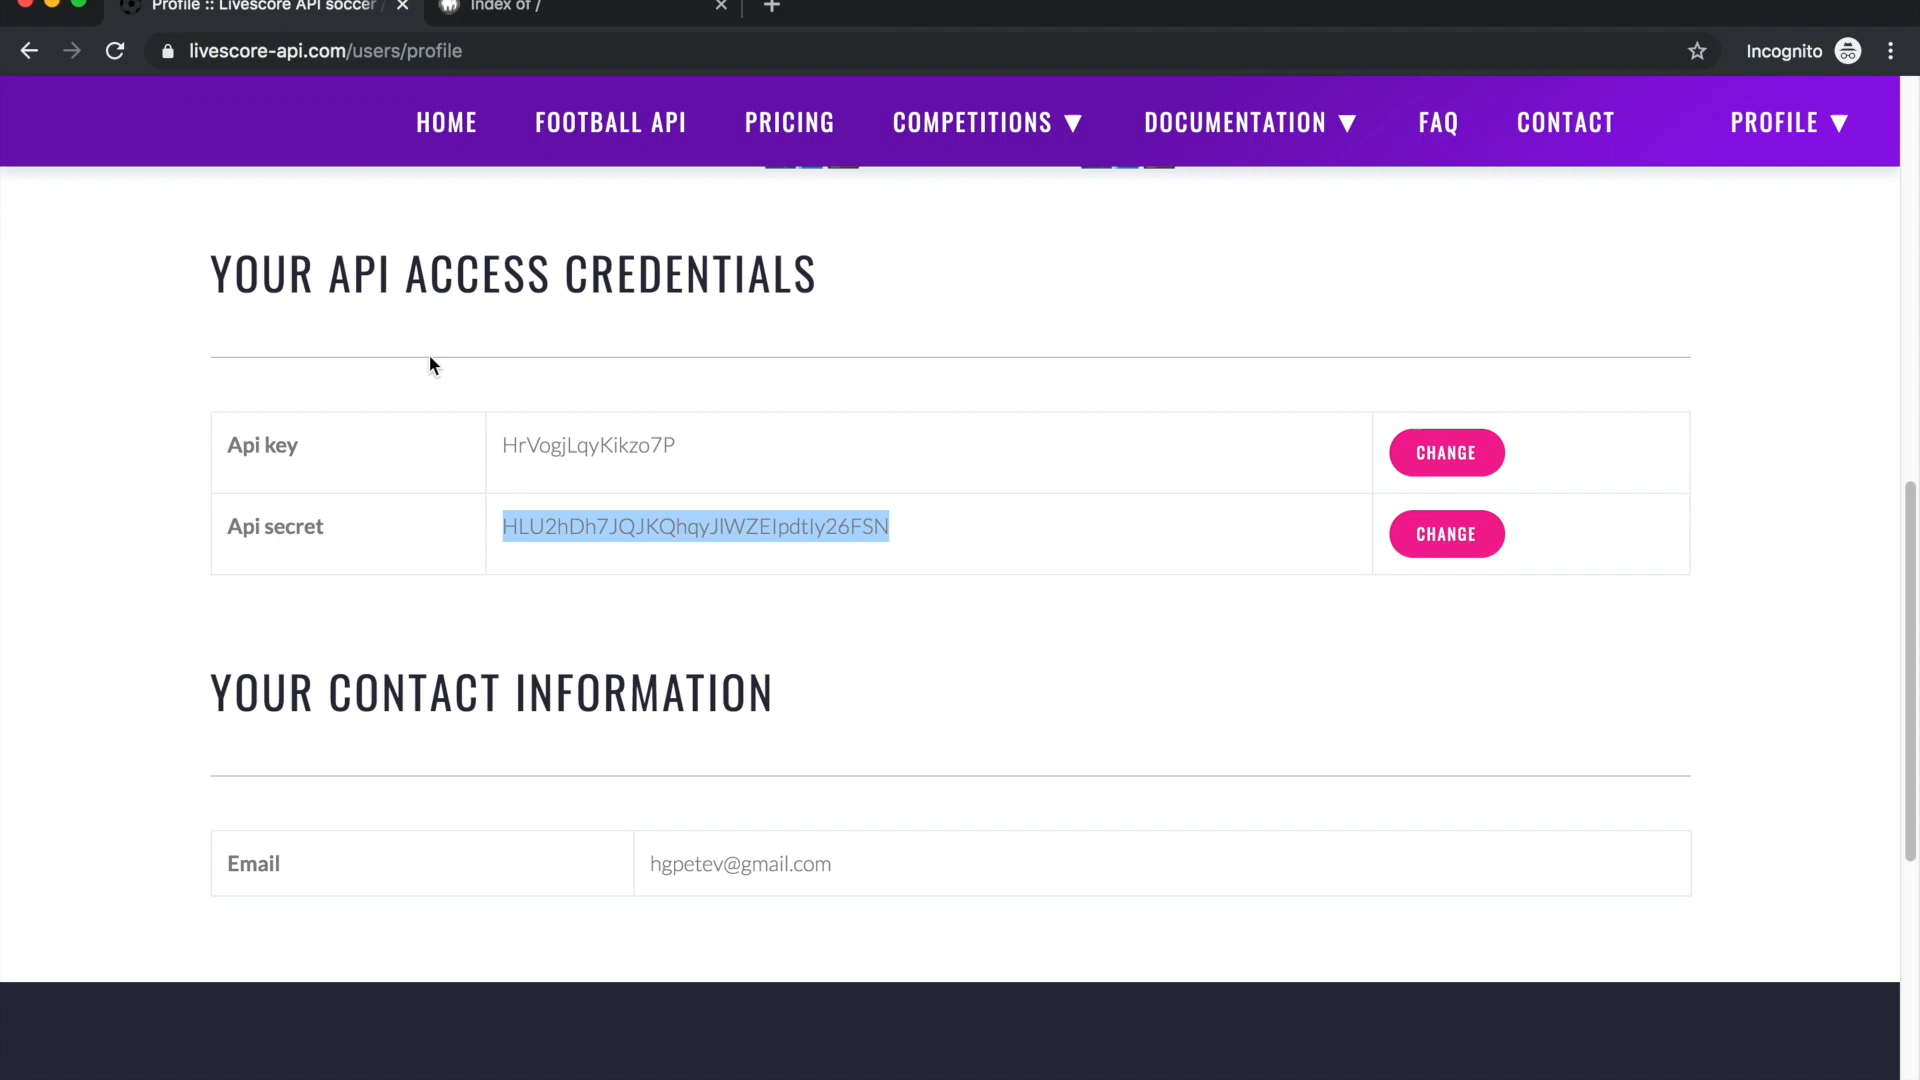 Profile :: Livescore API soccer
Index of /
livescore-api.com/users/profile
Incognito
HOME
FOOTBALL API
PRICING
COMPETITIONS ▼
DOCUMENTATION ▼
FAQ
CONTACT
PROFILE ▼
YOUR API ACCESS CREDENTIALS
Api key
HrVogjLqyKikzo7P
CHANGE
Api secret
HLU2hDh7JQJKQhqyJlWZEIpdtIy26FSN
CHANGE
YOUR CONTACT INFORMATION
Email
hgpetev@gmail.com